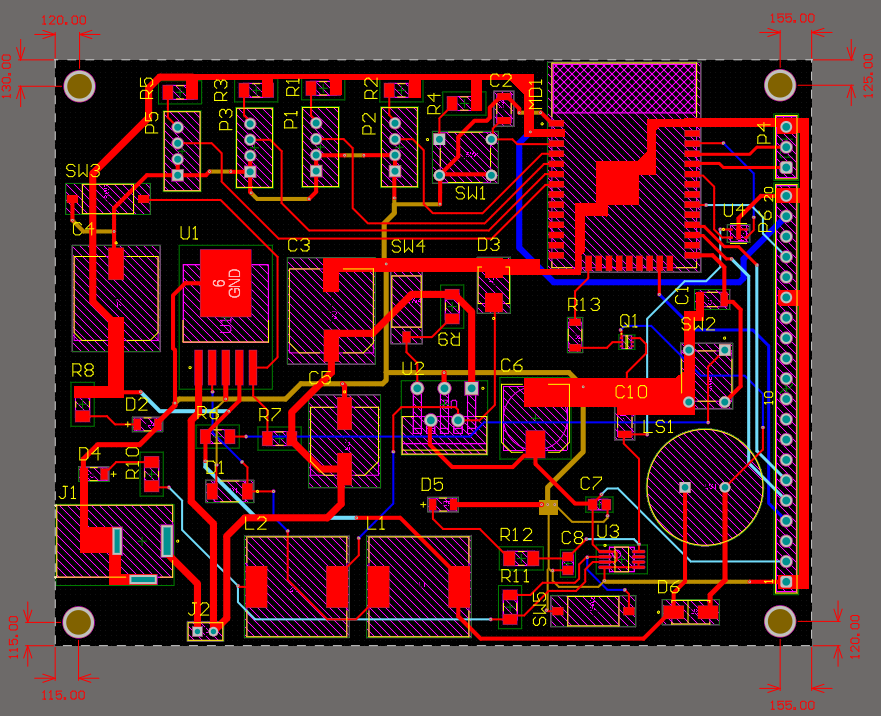 120.00
155.00
130.00
125.00
R5
R3
R1
R2
R4
C2
MD1
P5
P3
P1
P2
P4
SW1
SW3
U4
P6
20
C4
U1
C3
SW4
D3
6
GND
C1
R13
Q1
SW2
R9
R8
C5
U2
C6
C10
10
D2
R6
R7
LS1
D4
R10
D1
D5
C7
J1
L2
L1
R12
C8
U3
R11
SW5
D6
1
J2
115.00
120.00
115.00
155.00